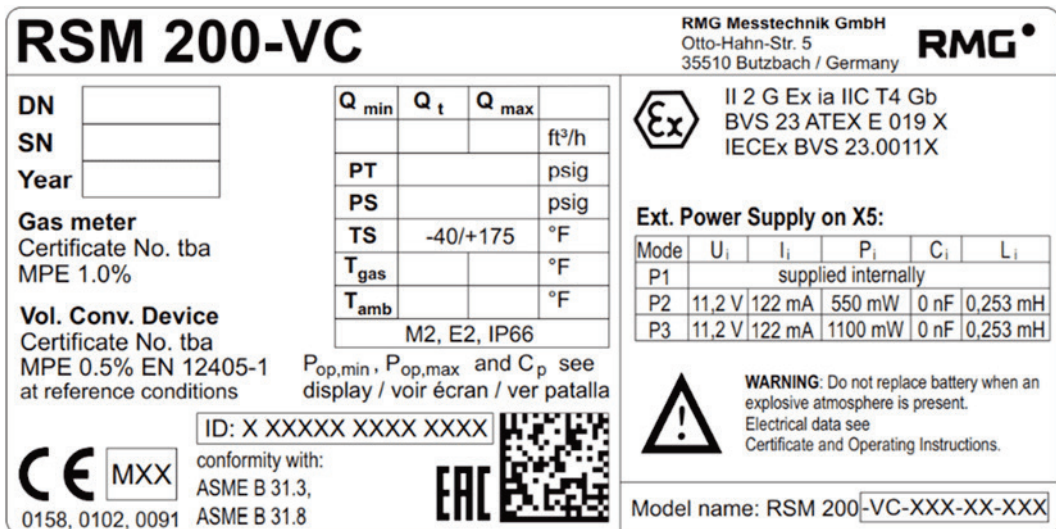 RSM 200-VC
RMG Messtechnik GmbH
Otto-Hahn-Str. 5
35510 Butzbach / Germany
RMG
DN
SN
Year
Gas meter
Certificate No. tba
MPE 1.0%
Vol. Conv. Device
Certificate No. tba
MPE 0.5% EN 12405-1
at reference conditions
Q min Q t Q max
ft³/h
PT psig
PS psig
TS -40/+175 °F
T gas °F
T amb °F
M2, E2, IP66
P op,min , P op,max and C p see
display / voir écran / ver patalla
ID: X XXXXX XXXX XXXX
CE MXX
0158, 0102, 0091
conformity with:
ASME B 31.3,
ASME B 31.8
EAC
Ex
II 2 G Ex ia IIC T4 Gb
BVS 23 ATEX E 019 X
IECEx BVS 23.0011X
Ext. Power Supply on X5:
Mode U i I i P i C i L i
P1 supplied internally
P2 11,2 V 122 mA 550 mW 0 nF 0,253 mH
P3 11,2 V 122 mA 1100 mW 0 nF 0,253 mH
WARNING: Do not replace battery when an
explosive atmosphere is present.
Electrical data see
Certificate and Operating Instructions.
Model name: RSM 200-VC-XXX-XX-XXX